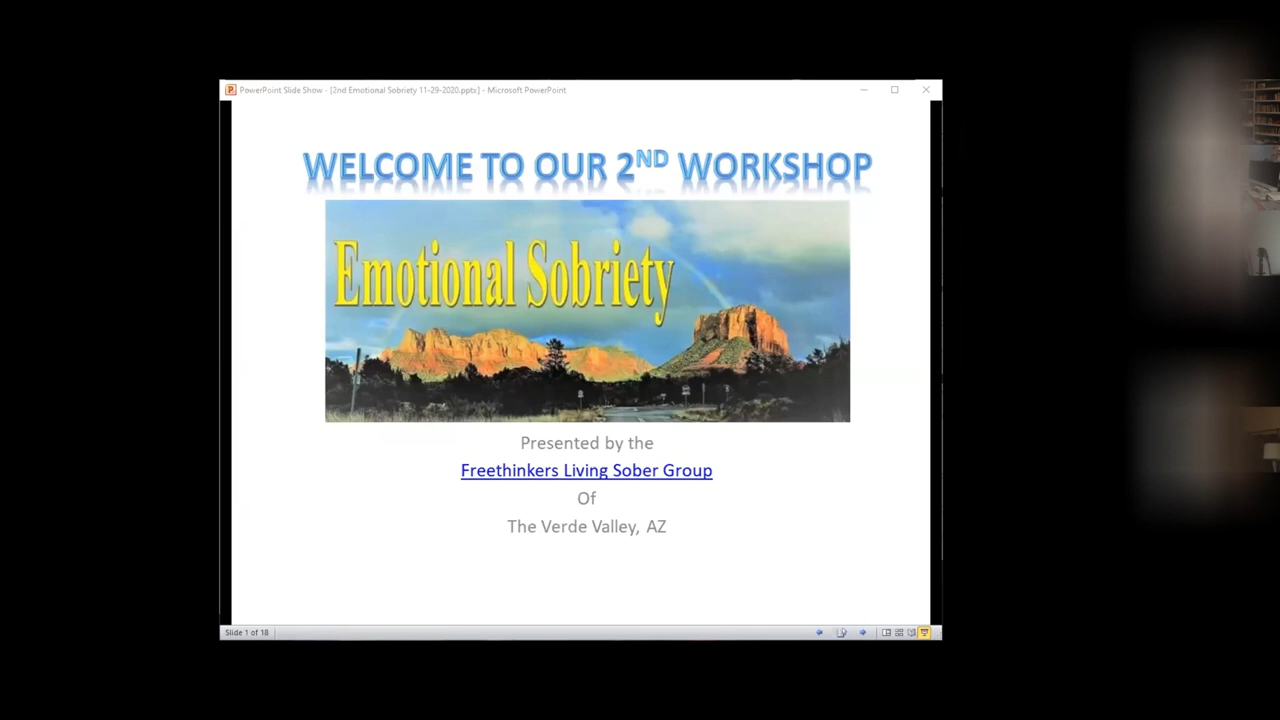 PowerPoint Slide Show - [2nd Emotional Sobriety 11-29-2020.pptx] - Microsoft PowerPoint
WELCOME TO OUR 2ND WORKSHOP
Emotional Sobriety
Presented by the
Freethinkers Living Sober Group
Of
The Verde Valley, AZ
Slide 1 of 18